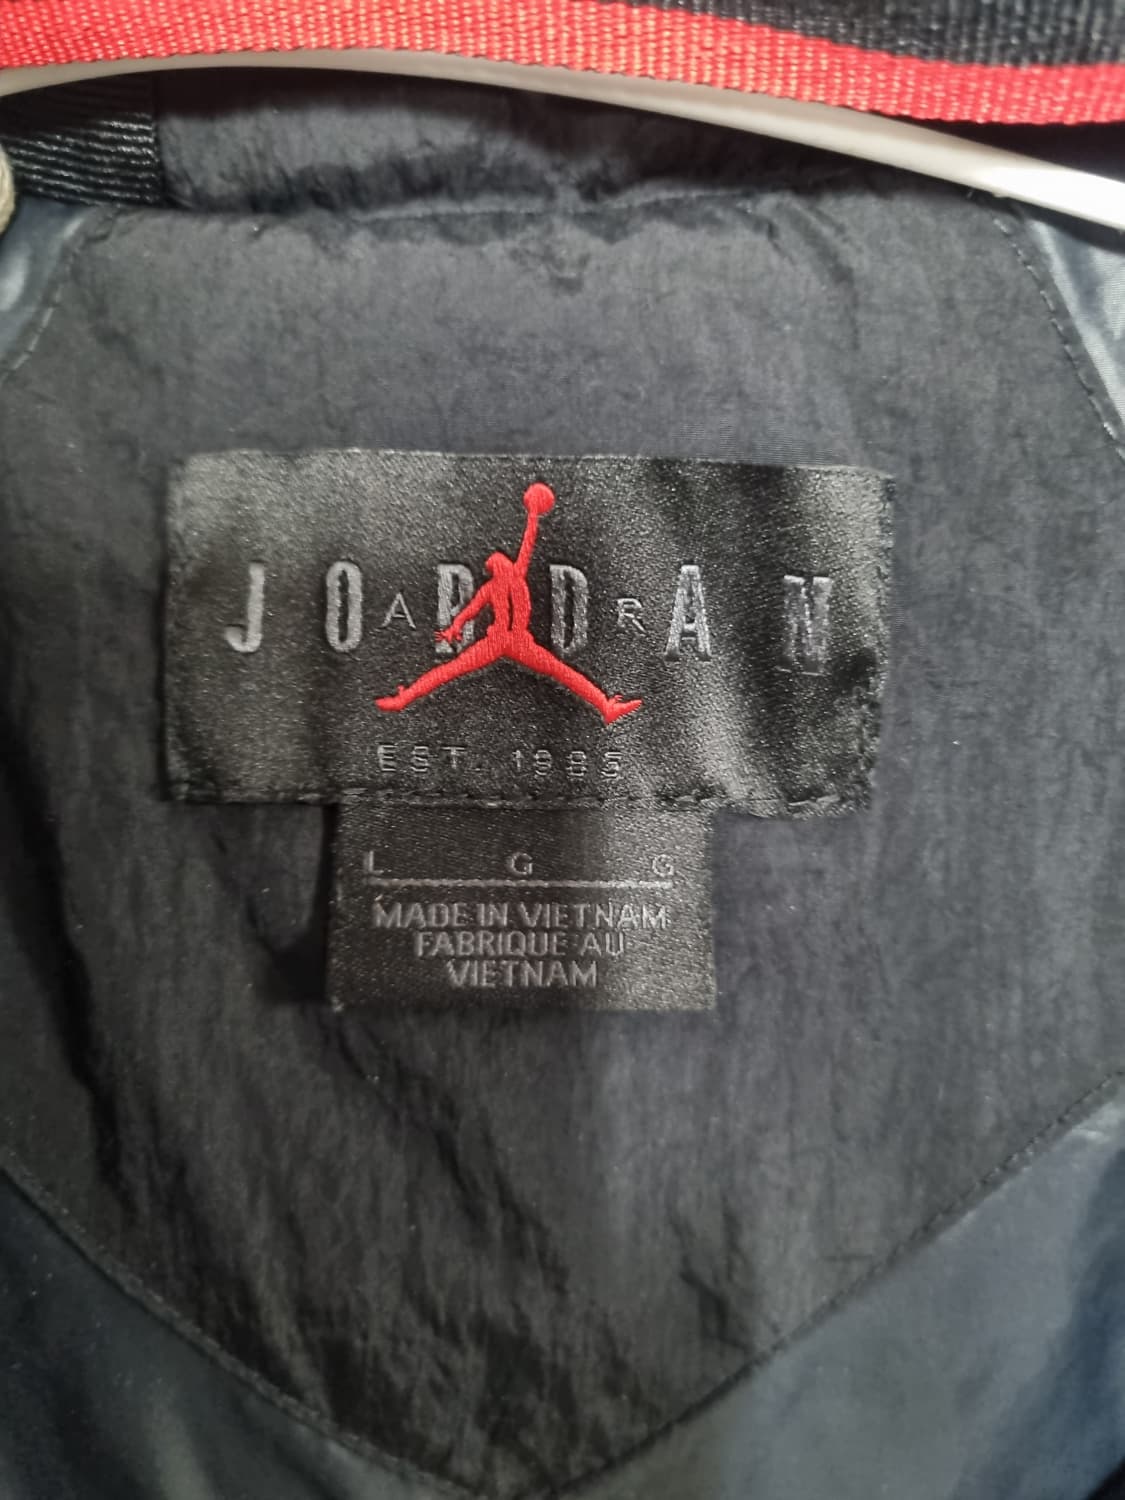 JORDAN
AIR
EST. 1985
L G G
MADE IN VIETNAM
FABRIQUE AU
VIETNAM